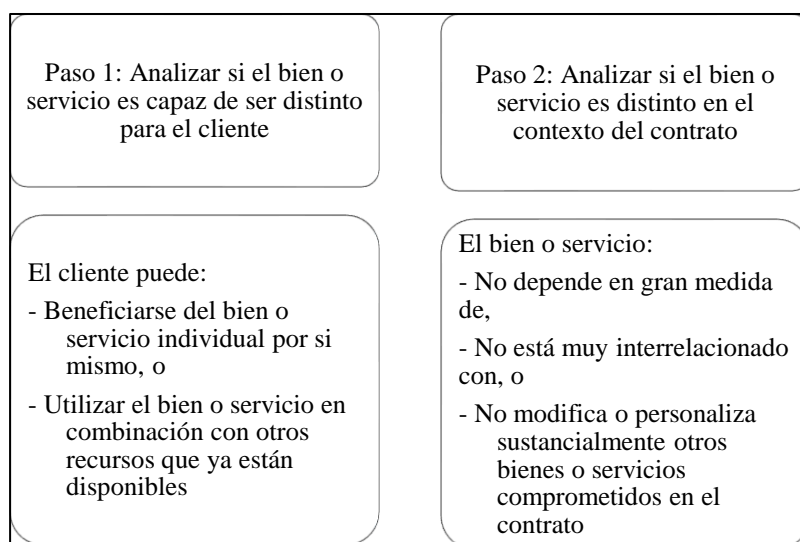 Paso 1: Analizar si el bien o
servicio es capaz de ser distinto
para el cliente
El cliente puede:
- Beneficiarse del bien o
servicio individual por si
mismo, o
- Utilizar el bien o servicio en
combinación con otros
recursos que ya están
disponibles
Paso 2: Analizar si el bien o
servicio es distinto en el
contexto del contrato
El bien o servicio:
- No depende en gran medida
de,
- No está muy interrelacionado
con, o
- No modifica o personaliza
sustancialmente otros
bienes o servicios
comprometidos en el
contrato